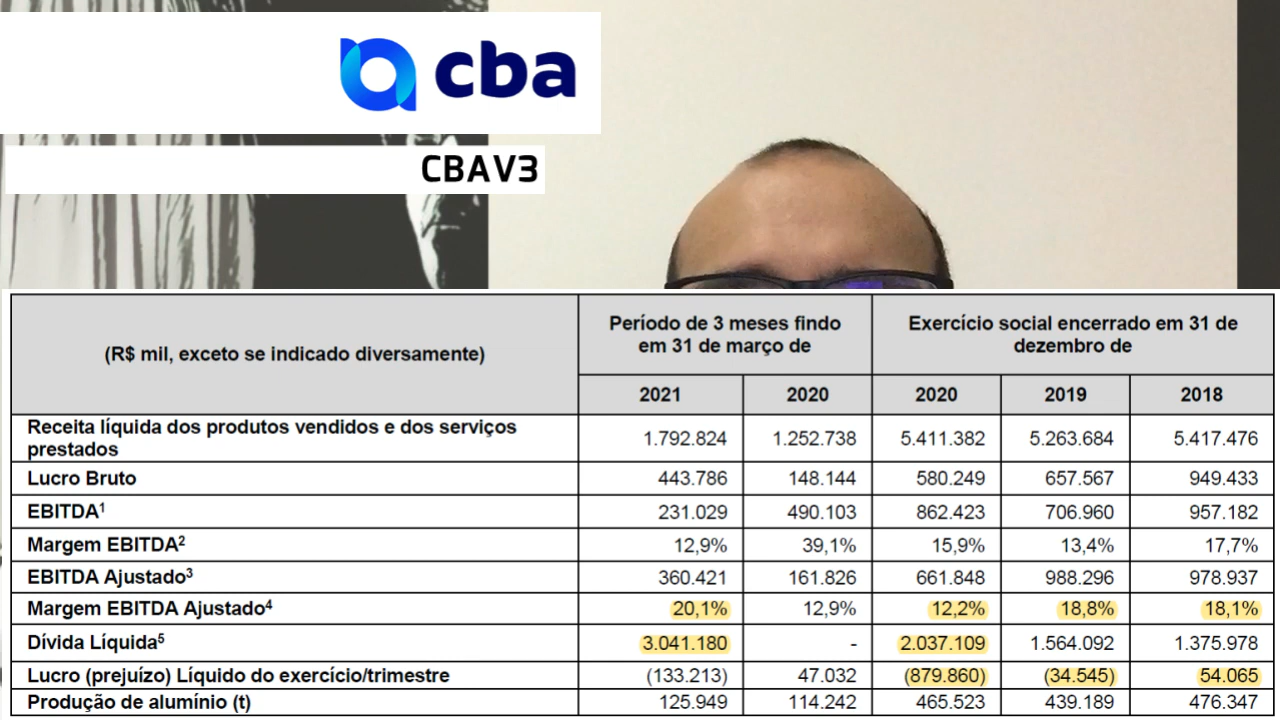 cba
CBAV3
(R$ mil, exceto se indicado diversamente)
Período de 3 meses findo
em 31 de março de
Exercício social encerrado em 31 de
dezembro de
2021 2020 2020 2019 2018
Receita líquida dos produtos vendidos e dos serviços
prestados 1.792.824 1.252.738 5.411.382 5.263.684 5.417.476
Lucro Bruto 443.786 148.144 580.249 657.567 949.433
EBITDA¹ 231.029 490.103 862.423 706.960 957.182
Margem EBITDA² 12,9% 39,1% 15,9% 13,4% 17,7%
EBITDA Ajustado³ 360.421 161.826 661.848 988.296 978.937
Margem EBITDA Ajustado⁴ 20,1% 12,9% 12,2% 18,8% 18,1%
Dívida Líquida⁵ 3.041.180 - 2.037.109 1.564.092 1.375.978
Lucro (prejuízo) Líquido do exercício/trimestre (133.213) 47.032 (879.860) (34.545) 54.065
Produção de alumínio (t) 125.949 114.242 465.523 439.189 476.347